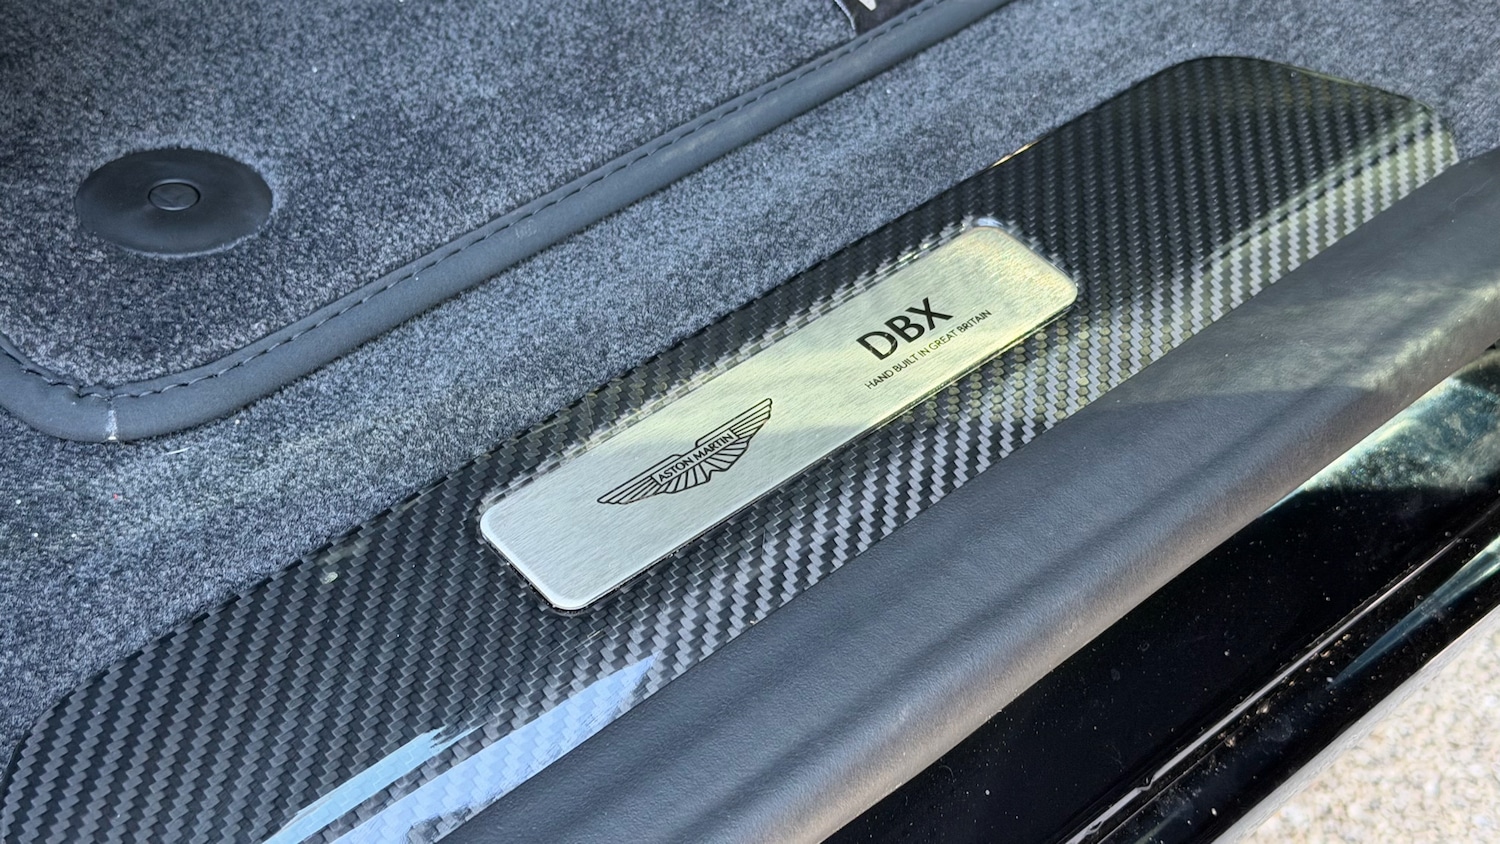 ASTON MARTIN
DBX
HAND BUILT IN GREAT BRITAIN